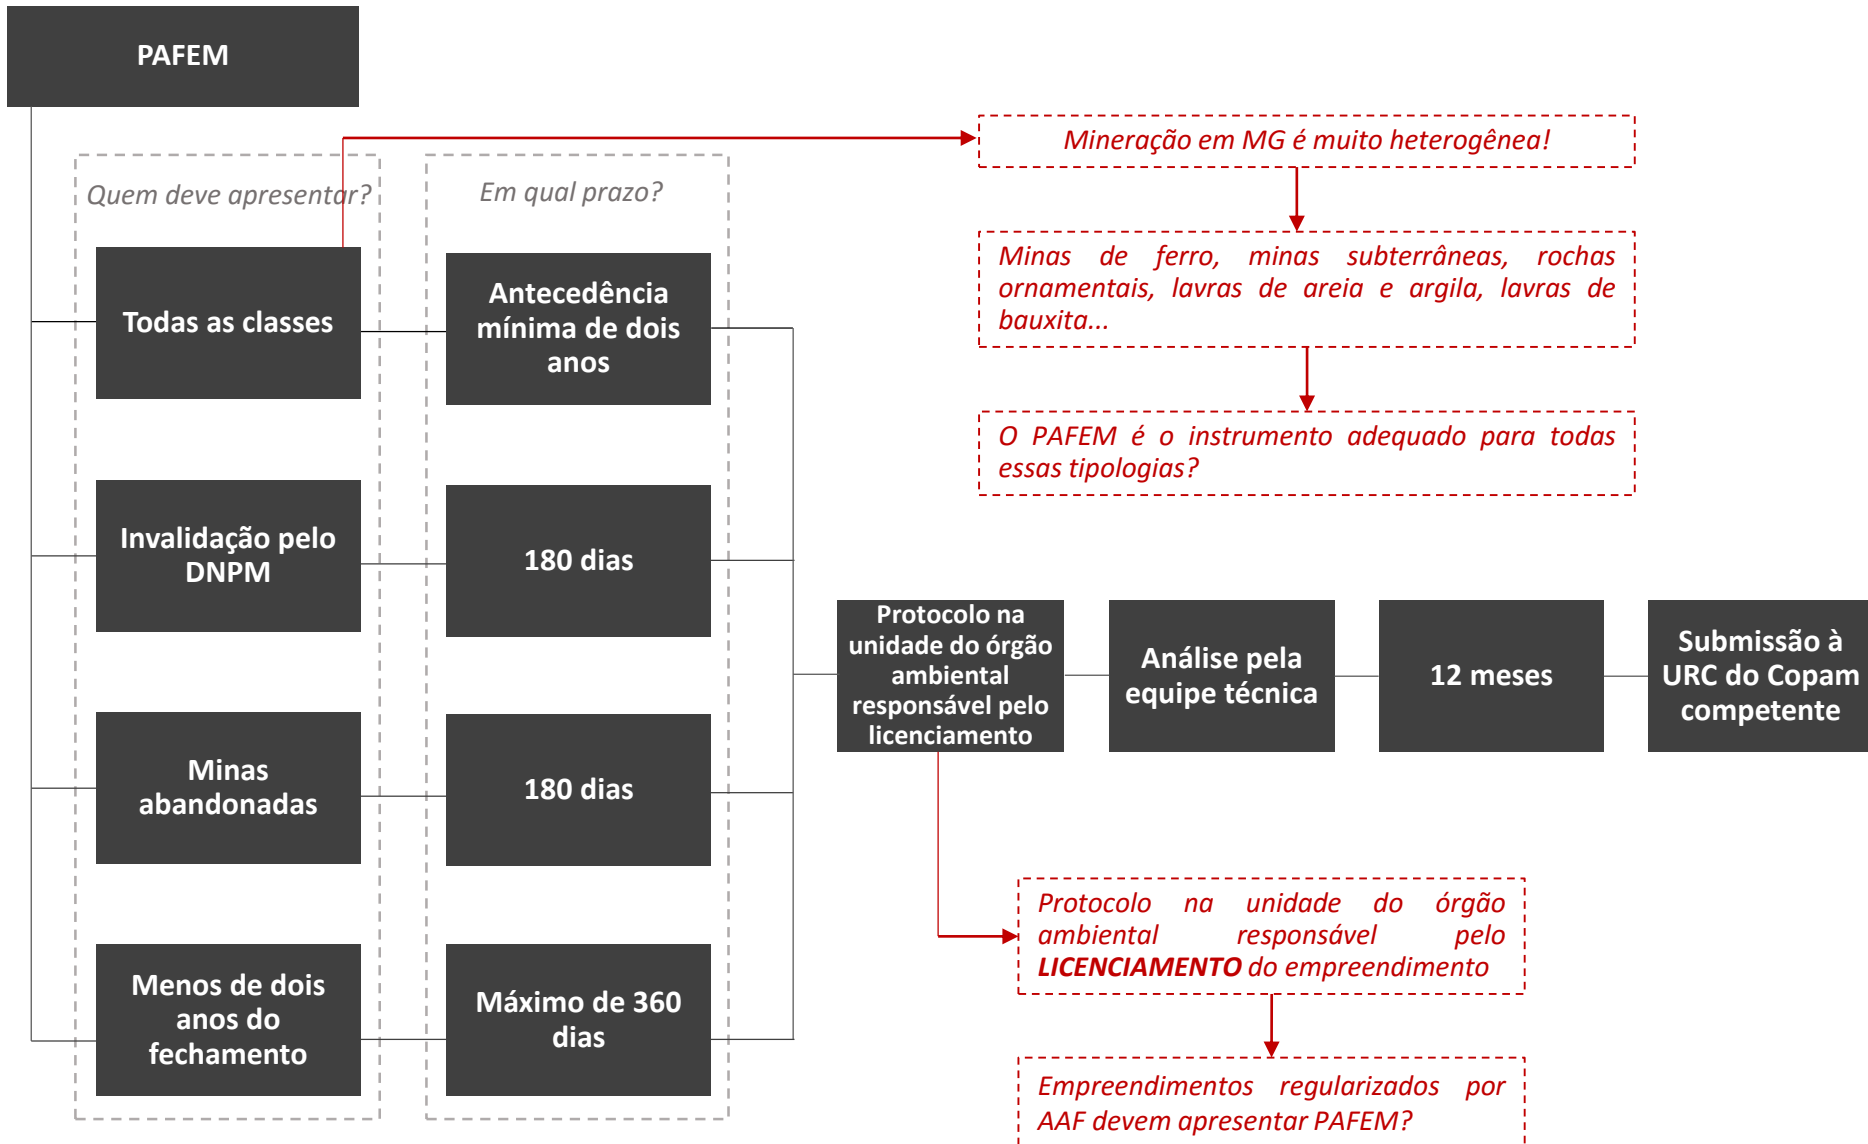 PAFEM
Quem deve apresentar?
Em qual prazo?
Mineração em MG é muito heterogênea!
Minas de ferro, minas subterrâneas, rochas
ornamentais, lavras de areia e argila, lavras de
bauxita...
O PAFEM é o instrumento adequado para todas
essas tipologias?
Todas as classes
Antecedência
mínima de dois
anos
Invalidação pelo
DNPM
180 dias
Minas
abandonadas
180 dias
Menos de dois
anos do
fechamento
Máximo de 360
dias
Protocolo na
unidade do órgão
ambiental
responsável pelo
licenciamento
Análise pela
equipe técnica
12 meses
Submissão à
URC do Copam
competente
Protocolo na unidade do órgão
ambiental responsável pelo
LICENCIAMENTO do empreendimento
Empreendimentos regularizados por
AAF devem apresentar PAFEM?